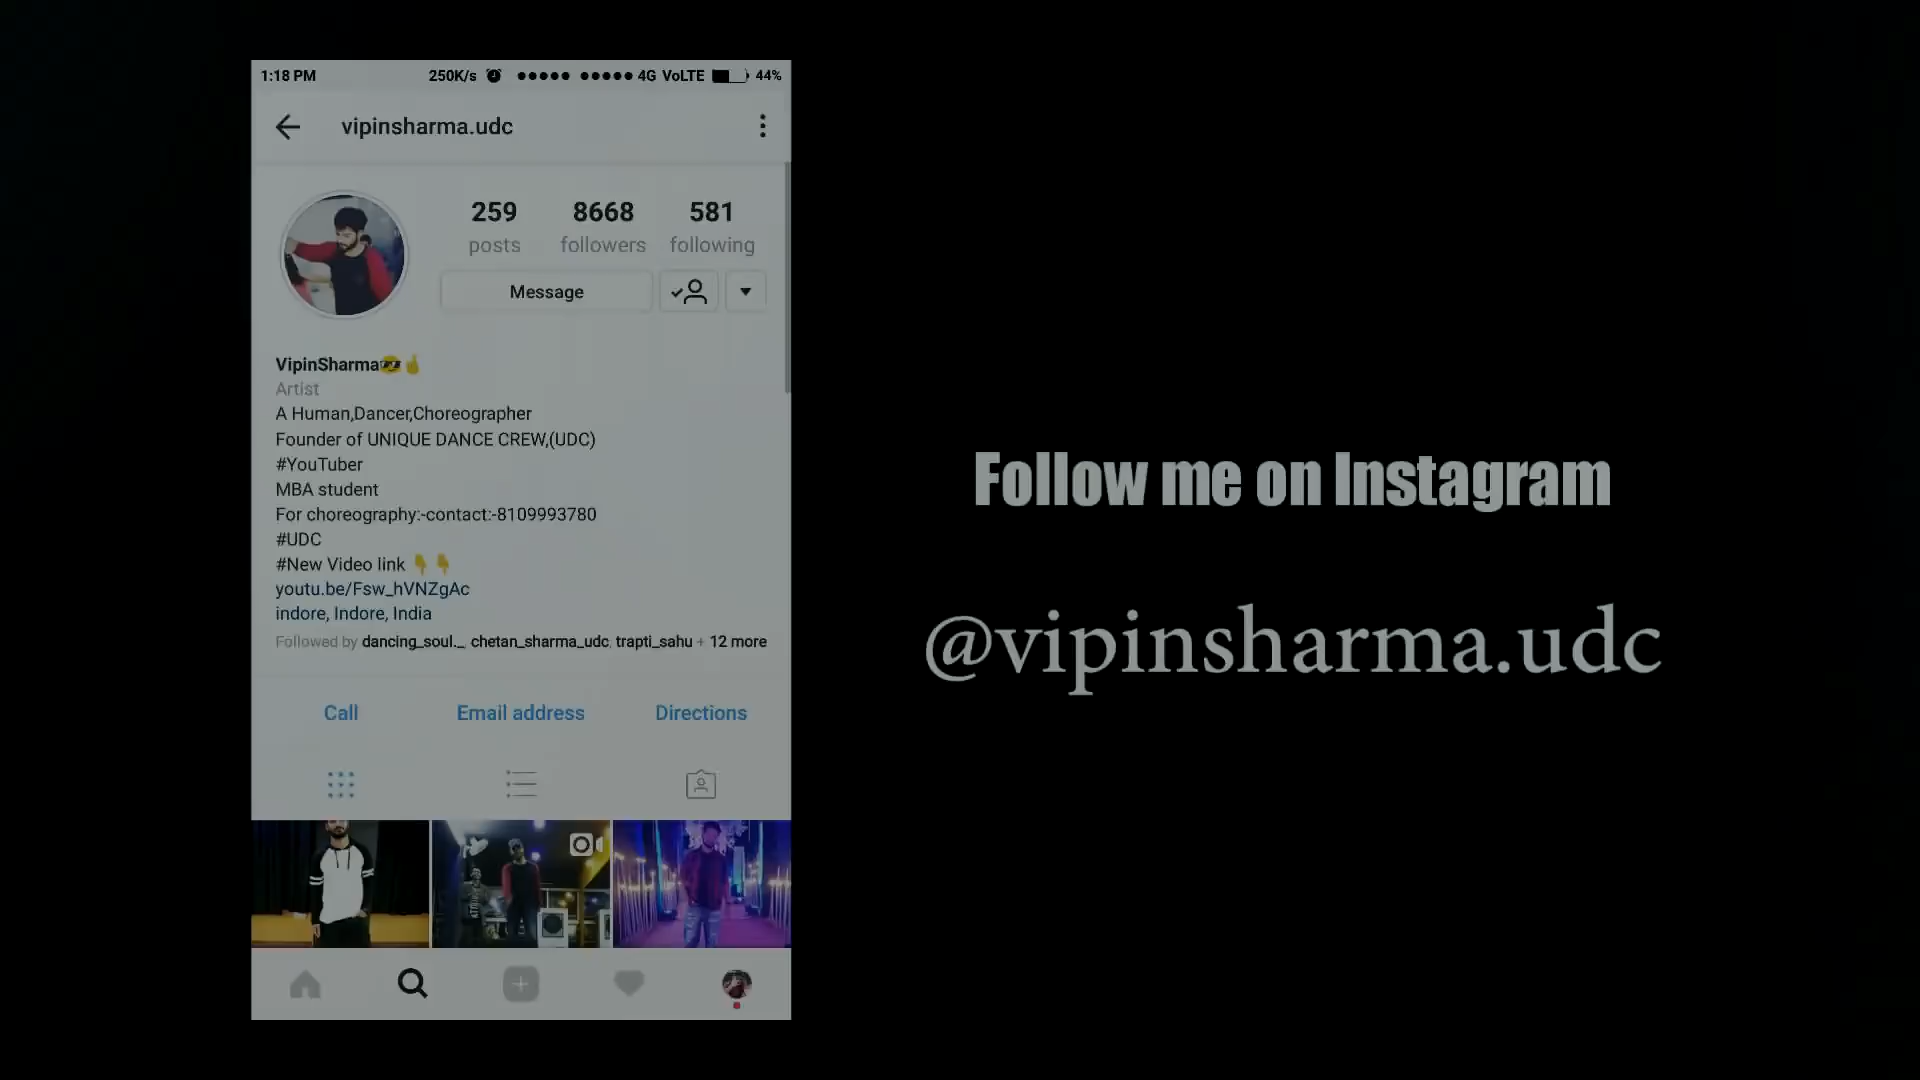 1:18 PM 250K/s 4G VoLTE 44%
vipinsharma.udc
259 8668 581
posts followers following
Message
VipinSharma😎🤞
Artist
A Human,Dancer,Choreographer
Founder of UNIQUE DANCE CREW,(UDC)
#YouTuber
MBA student
For choreography:-contact:-8109993780
#UDC
#New Video link 👇👇
youtu.be/Fsw_hVNZgAc
indore, Indore, India
Followed by dancing_soul._, chetan_sharma_udc, trapti_sahu + 12 more
Call Email address Directions
Follow me on Instagram
@vipinsharma.udc